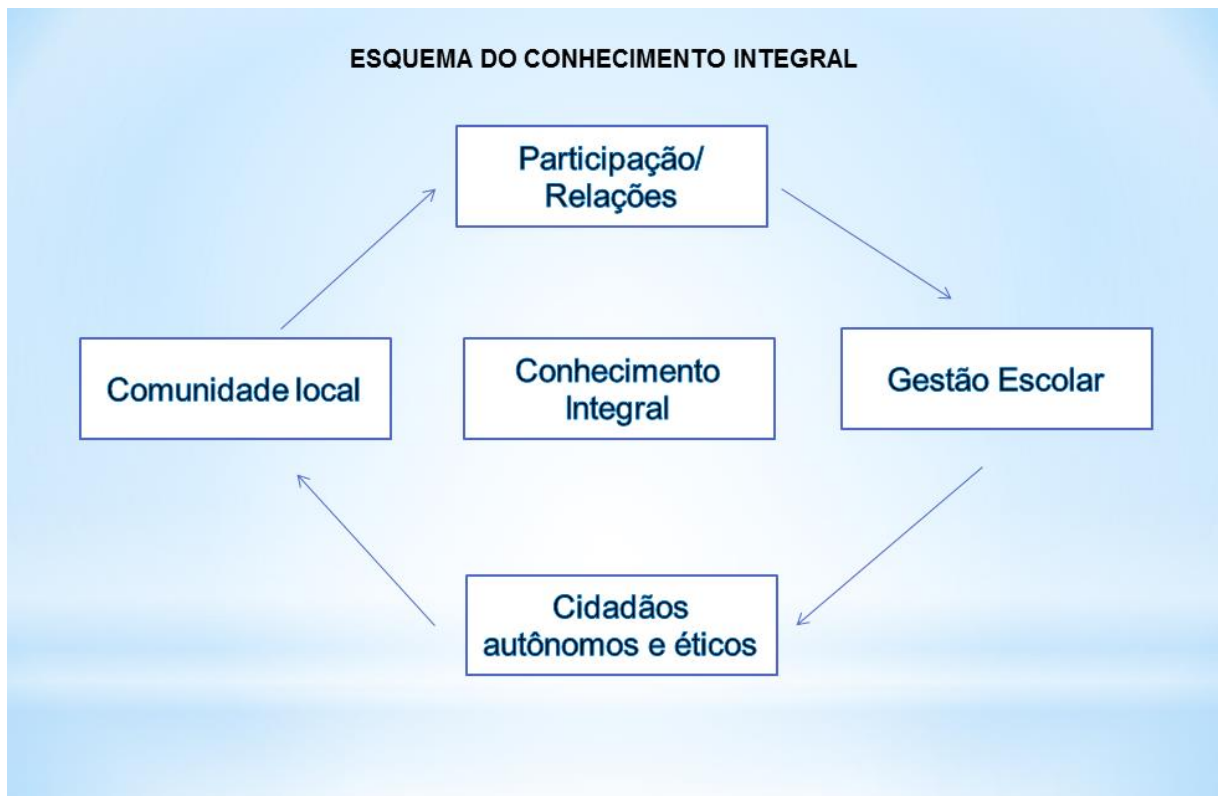 ESQUEMA DO CONHECIMENTO INTEGRAL
Participação/
Relações
Comunidade local
Conhecimento
Integral
Gestão Escolar
Cidadãos
autônomos e éticos